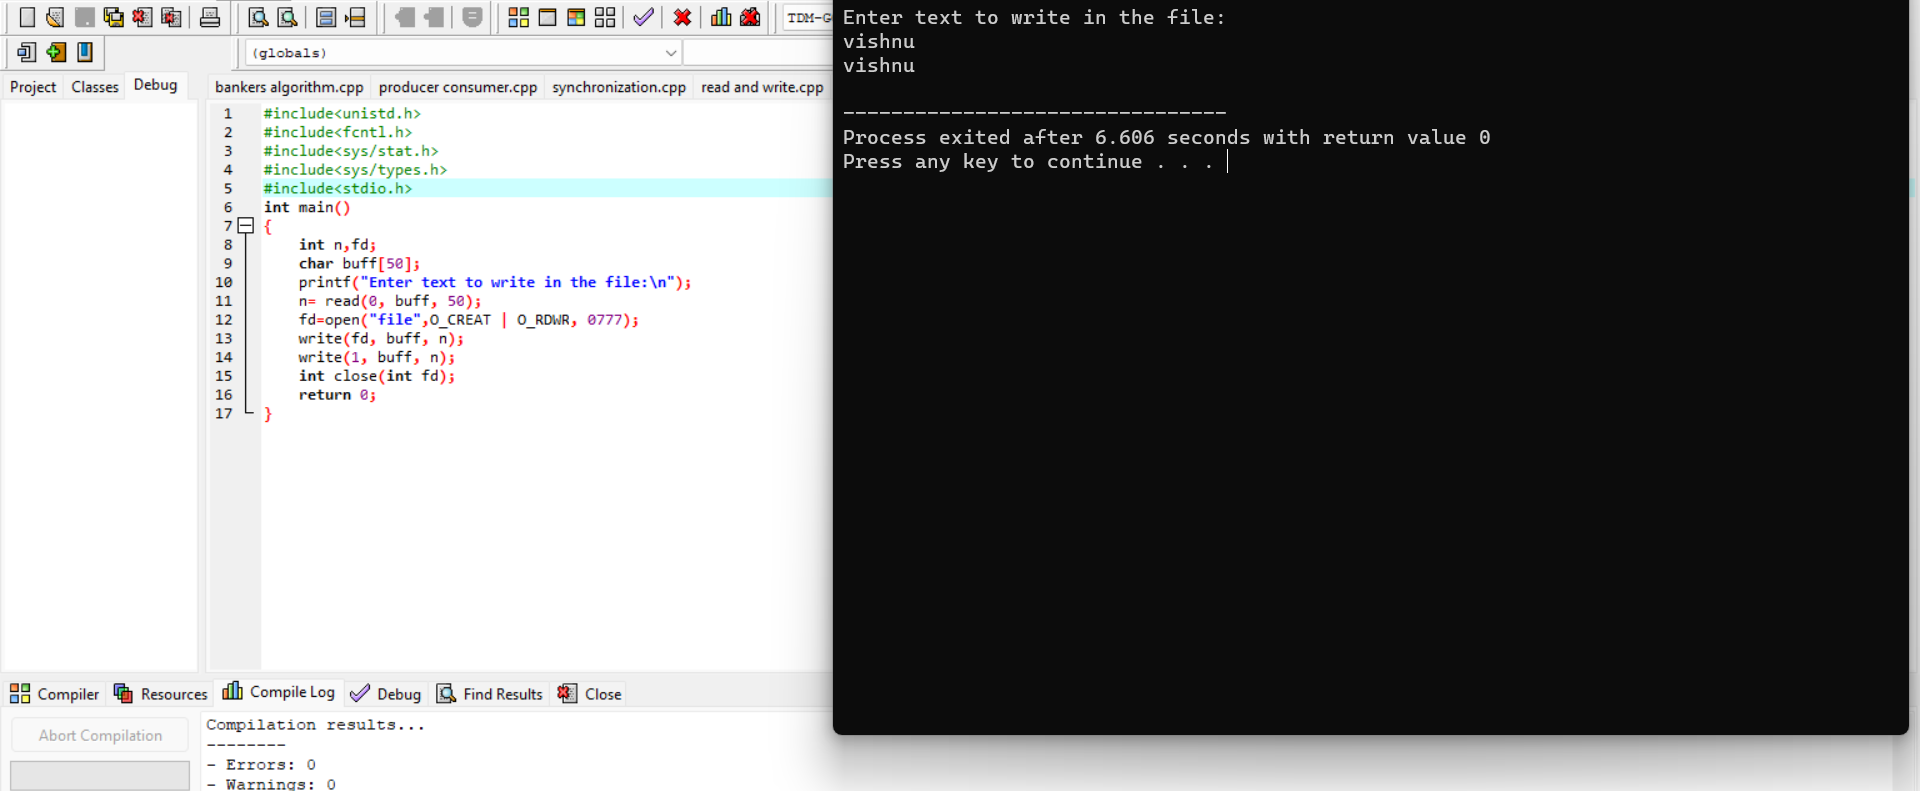 TDM-G
(globals)
Project Classes Debug
bankers algorithm.cpp producer consumer.cpp synchronization.cpp read and write.cpp
1 #include<unistd.h>
2 #include<fcntl.h>
3 #include<sys/stat.h>
4 #include<sys/types.h>
5 #include<stdio.h>
6 int main()
7 {
8 int n,fd;
9 char buff[50];
10 printf("Enter text to write in the file:\n");
11 n= read(0, buff, 50);
12 fd=open("file",O_CREAT | O_RDWR, 0777);
13 write(fd, buff, n);
14 write(1, buff, n);
15 int close(int fd);
16 return 0;
17 }
Enter text to write in the file:
vishnu
vishnu
--------------------------------
Process exited after 6.606 seconds with return value 0
Press any key to continue . . .
Compiler Resources Compile Log Debug Find Results Close
Abort Compilation
Compilation results...
--------
- Errors: 0
- Warnings: 0